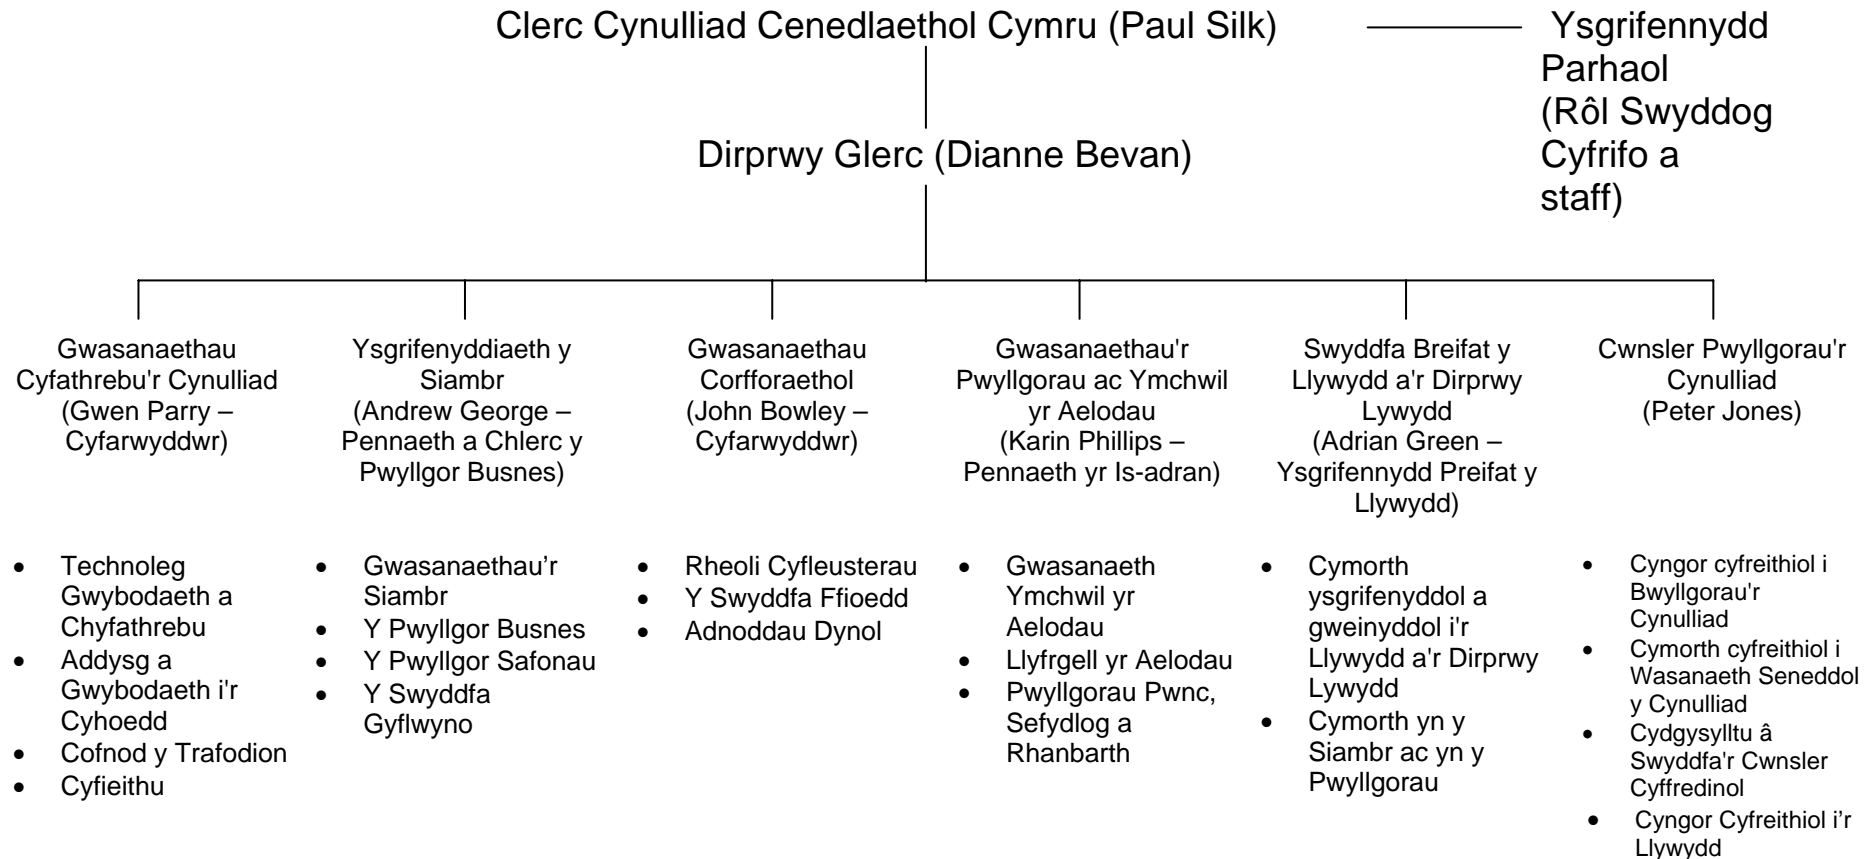 Clerc Cynulliad Cenedlaethol Cymru (Paul Silk)
Ysgrifennydd
Parhaol
(Rôl Swyddog
Cyfrifo a
staff)
Dirprwy Glerc (Dianne Bevan)
Gwasanaethau
Cyfathrebu'r Cynulliad
(Gwen Parry –
Cyfarwyddwr)
• Technoleg
Gwybodaeth a
Chyfathrebu
• Addysg a
Gwybodaeth i'r
Cyhoedd
• Cofnod y Trafodion
• Cyfieithu
Ysgrifenyddiaeth y
Siambr
(Andrew George –
Pennaeth a Chlerc y
Pwyllgor Busnes)
• Gwasanaethau’r
Siambr
• Y Pwyllgor Busnes
• Y Pwyllgor Safonau
• Y Swyddfa
Gyflwyno
Gwasanaethau
Corfforaethol
(John Bowley –
Cyfarwyddwr)
• Rheoli Cyfleusterau
• Y Swyddfa Ffioedd
• Adnoddau Dynol
Gwasanaethau'r
Pwyllgorau ac Ymchwil
yr Aelodau
(Karin Phillips –
Pennaeth yr Is-adran)
• Gwasanaeth
Ymchwil yr
Aelodau
• Llyfrgell yr Aelodau
• Pwyllgorau Pwnc,
Sefydlog a
Rhanbarth
Swyddfa Breifat y
Llywydd a'r Dirprwy
Lywydd
(Adrian Green –
Ysgrifennydd Preifat y
Llywydd)
• Cymorth
ysgrifenyddol a
gweinyddol i'r
Llywydd a'r Dirprwy
Lywydd
• Cymorth yn y
Siambr ac yn y
Pwyllgorau
Cwnsler Pwyllgorau'r
Cynulliad
(Peter Jones)
• Cyngor cyfreithiol i
Bwyllgorau'r
Cynulliad
• Cymorth cyfreithiol i
Wasanaeth Seneddol
y Cynulliad
• Cydgysylltu â
Swyddfa'r Cwnsler
Cyffredinol
• Cyngor Cyfreithiol i’r
Llywydd